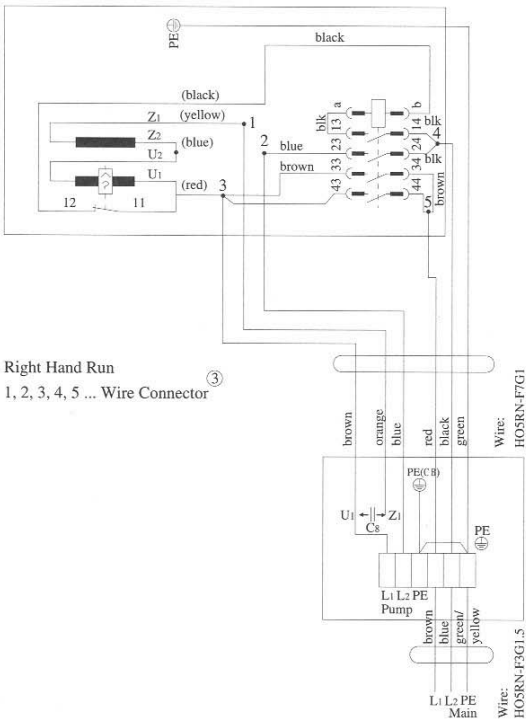 PE
black
(black)
Z1 (yellow) 1
Z2
(blue)
U2
U1
(red)
3
12 11
2
blue
brown
a
blk
13
23
33
43
b
14
blk
4
24
blk
34
44
brown
5
Right Hand Run
③
1, 2, 3, 4, 5 ... Wire Connector
brown
orange
blue
red
black
green
Wire:
HO5RN-F7G1
PE(CB)
U1 Z1
C8
PE
L1 L2 PE
Pump
brown
blue
green/
yellow
Wire:
HO5RN-F3G1.5
L1 L2 PE
Main